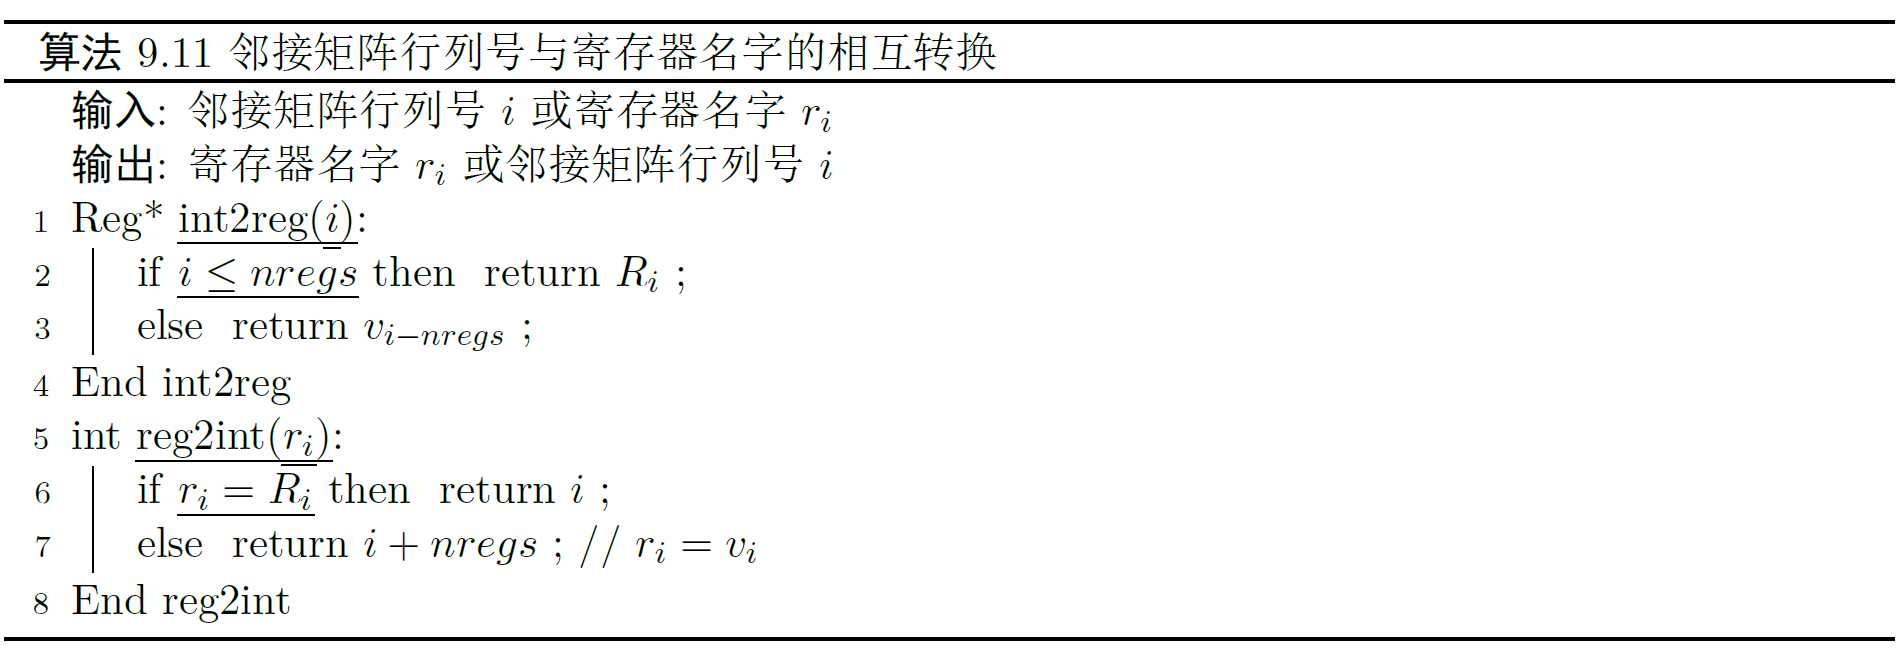 算法 9.11 邻接矩阵行列号与寄存器名字的相互转换
输入: 邻接矩阵行列号 i 或寄存器名字 r_i
输出: 寄存器名字 r_i 或邻接矩阵行列号 i
1 Reg* int2reg(i):
2 if i ≤ nregs then return R_i ;
3 else return v_{i−nregs} ;
4 End int2reg
5 int reg2int(r_i):
6 if r_i = R_i then return i ;
7 else return i + nregs ; // r_i = v_i
8 End reg2int